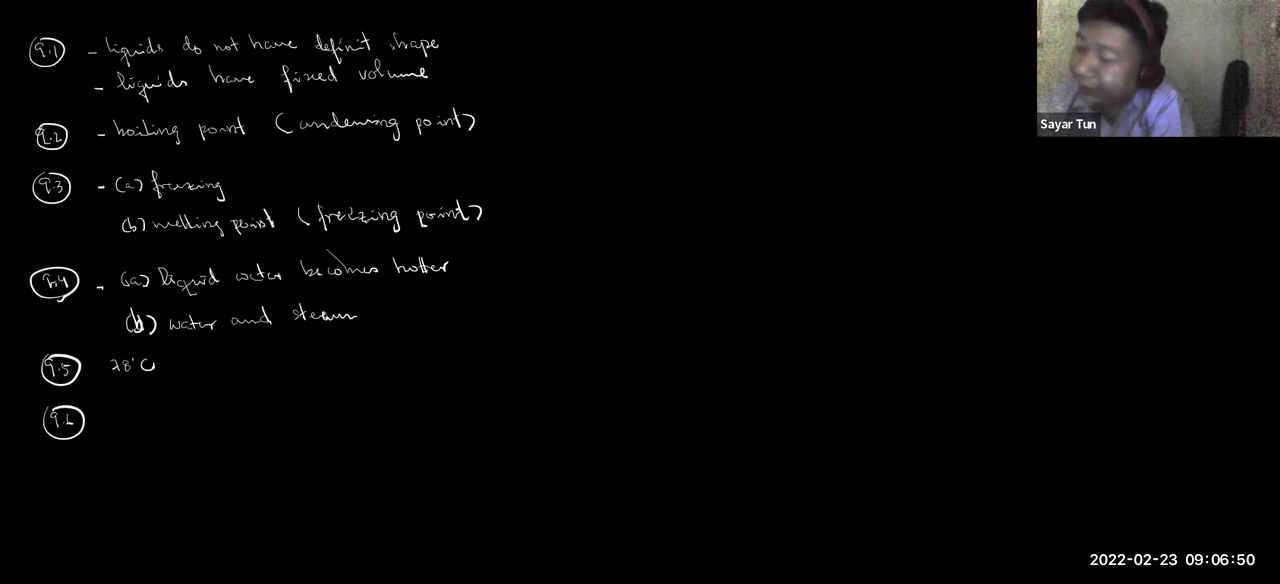 9.1 - liquids do not have definit shape
- liquids have fixed volume
9.2 - boiling point (condensing point)
9.3 - (a) freezing
(b) melting point (freezing point)
9.4 - (a) liquid water becomes hotter
(b) water and steam
9.5 28°C
9.6
Sayar Tun
2022-02-23 09:06:50